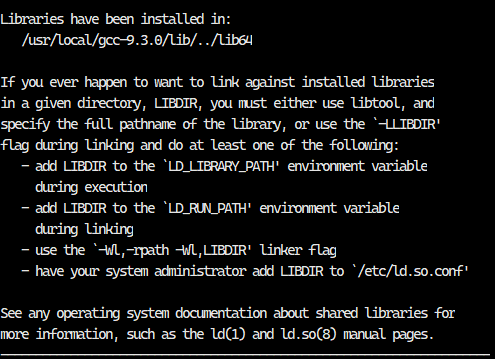 Libraries have been installed in:
   /usr/local/gcc-9.3.0/lib/../lib64

If you ever happen to want to link against installed libraries
in a given directory, LIBDIR, you must either use libtool, and
specify the full pathname of the library, or use the `-LLIBDIR'
flag during linking and do at least one of the following:
   - add LIBDIR to the `LD_LIBRARY_PATH' environment variable
     during execution
   - add LIBDIR to the `LD_RUN_PATH' environment variable
     during linking
   - use the `-Wl,-rpath -Wl,LIBDIR' linker flag
   - have your system administrator add LIBDIR to `/etc/ld.so.conf'

See any operating system documentation about shared libraries for
more information, such as the ld(1) and ld.so(8) manual pages.